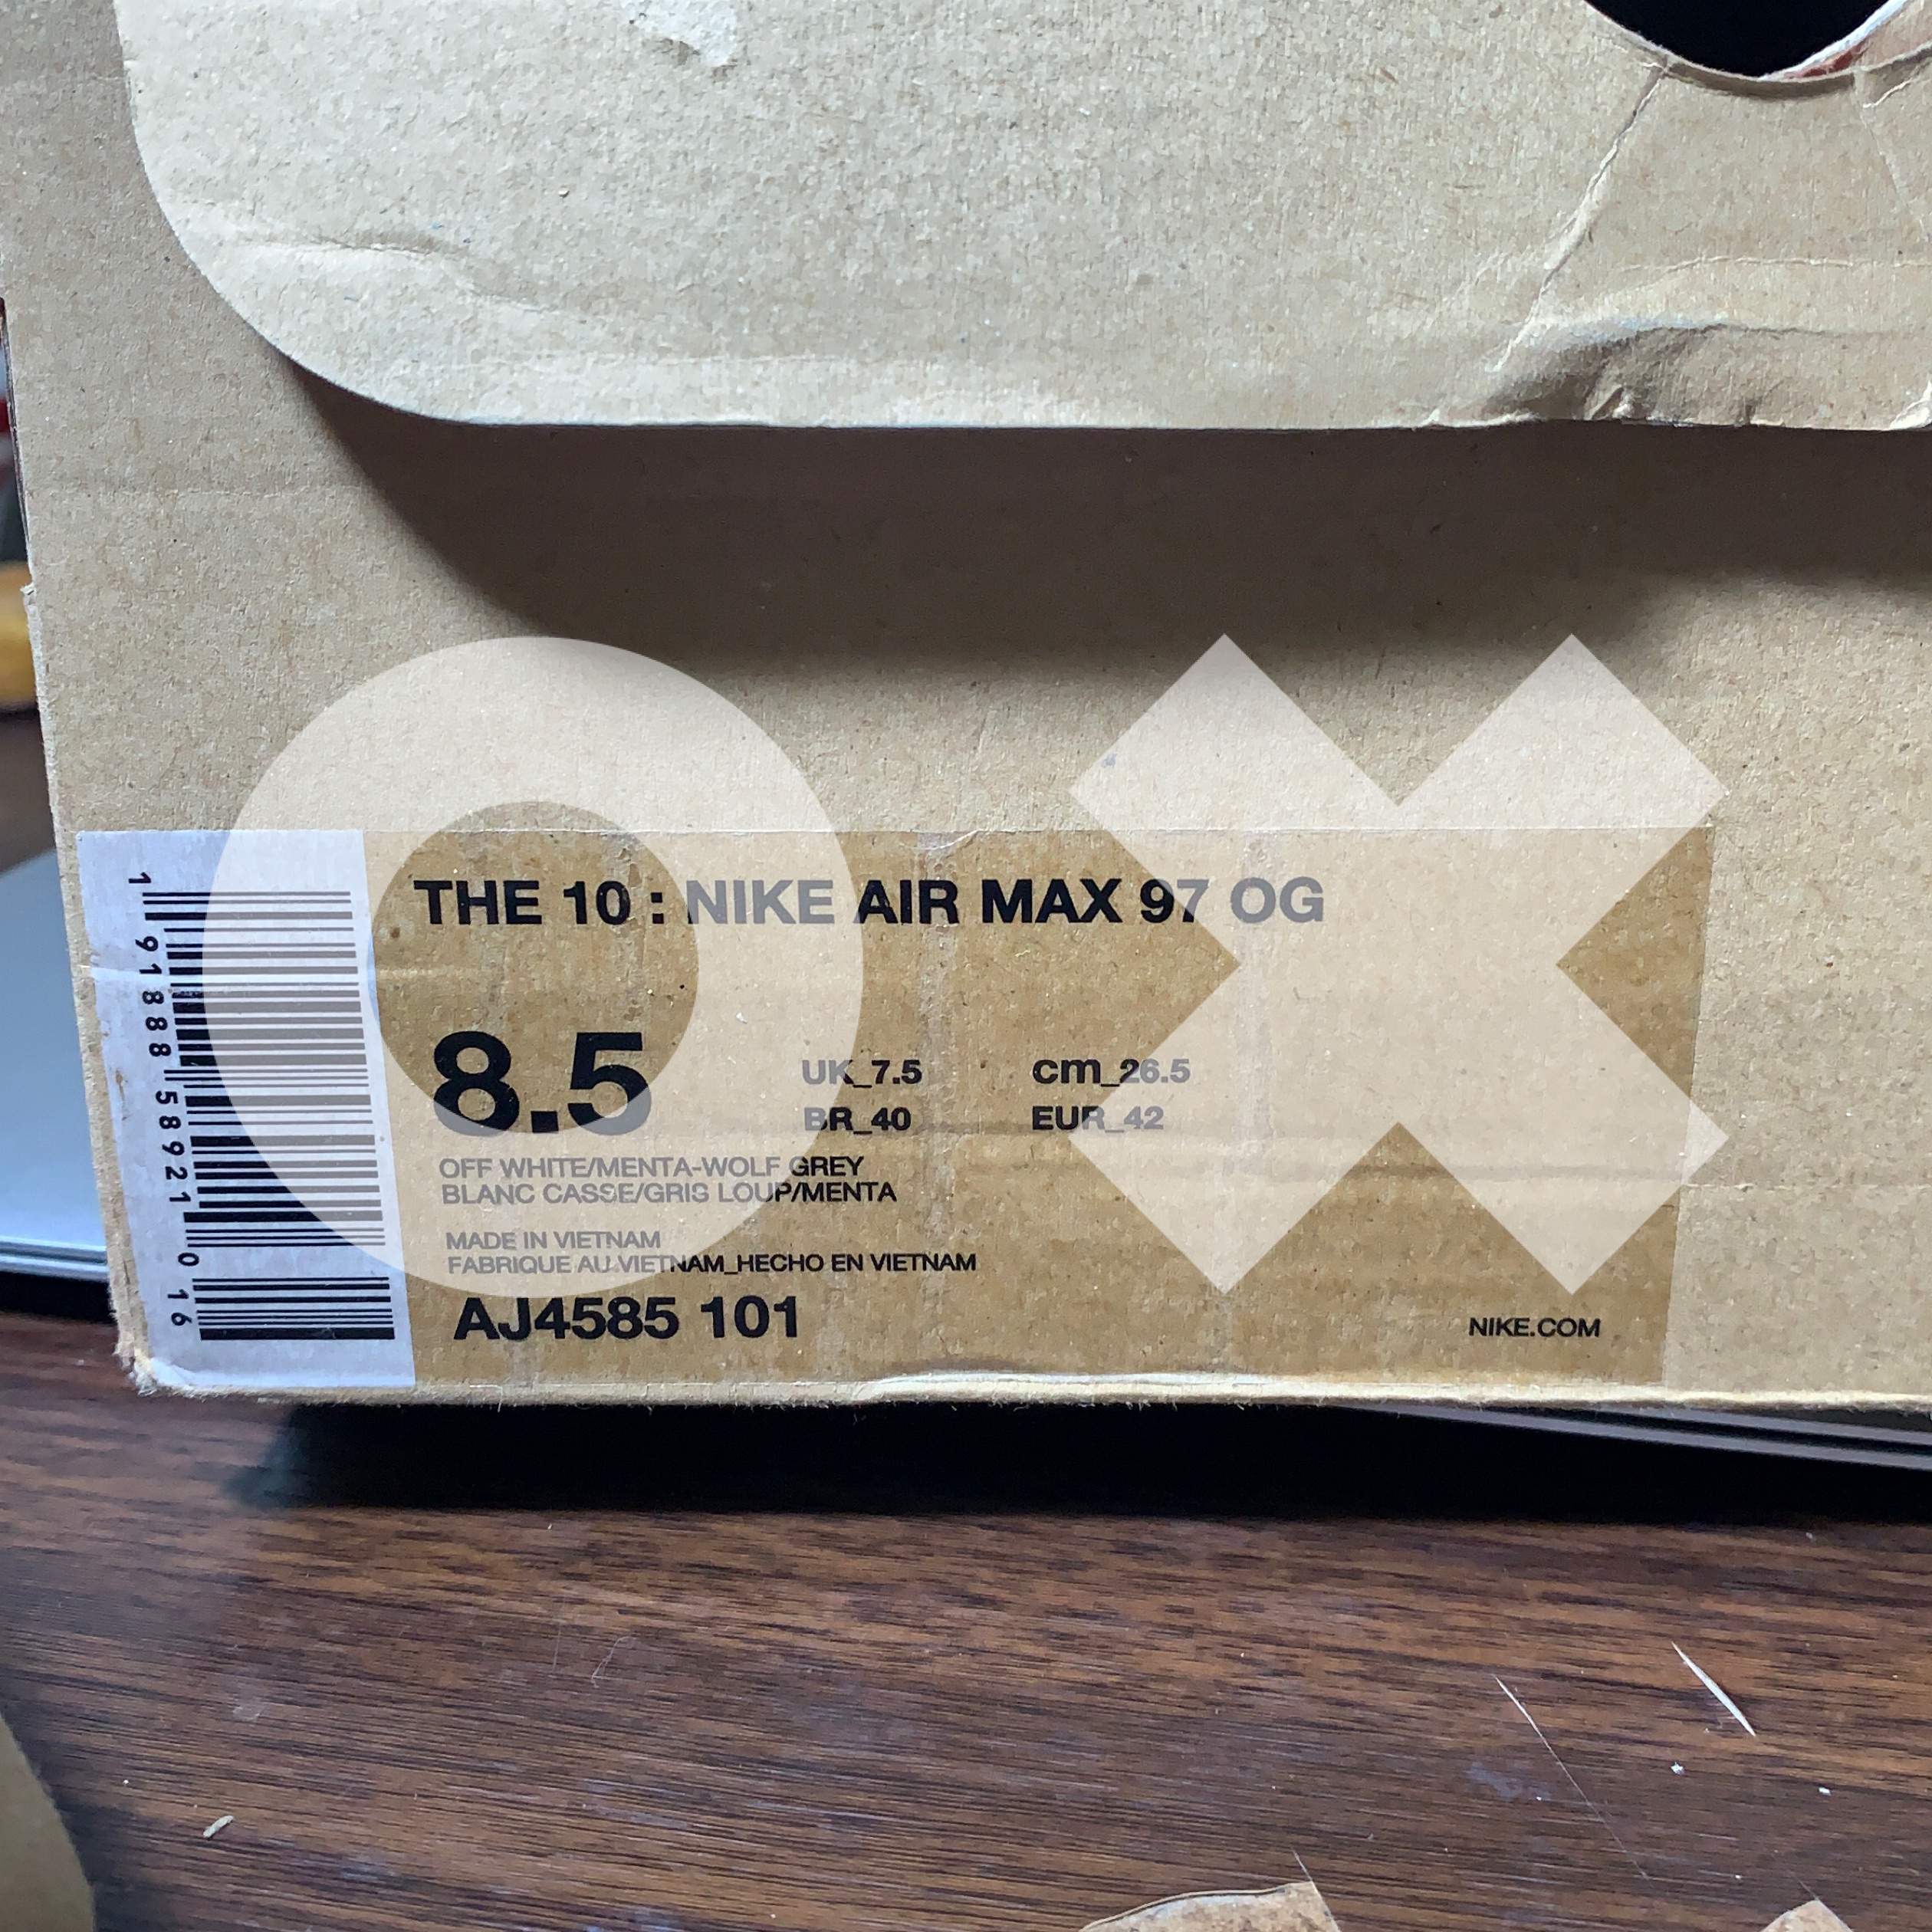 THE 10 : NIKE AIR MAX 97 OG
8.5
UK_7.5 cm_26.5
BR_40 EUR_42
OFF WHITE/MENTA-WOLF GREY
BLANC CASSE/GRIS LOUP/MENTA
MADE IN VIETNAM
FABRIQUE AU VIETNAM_HECHO EN VIETNAM
AJ4585 101
NIKE.COM
1 91888 58921 0 16
OX